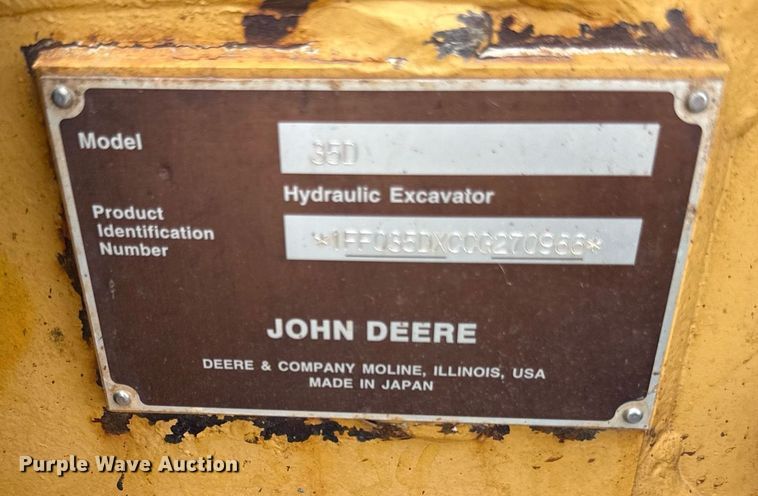 Model
35D
Hydraulic Excavator
Product
Identification
Number
*1FF035DXCCG270966*
JOHN DEERE
DEERE & COMPANY MOLINE, ILLINOIS, USA
MADE IN JAPAN
Purple Wave Auction